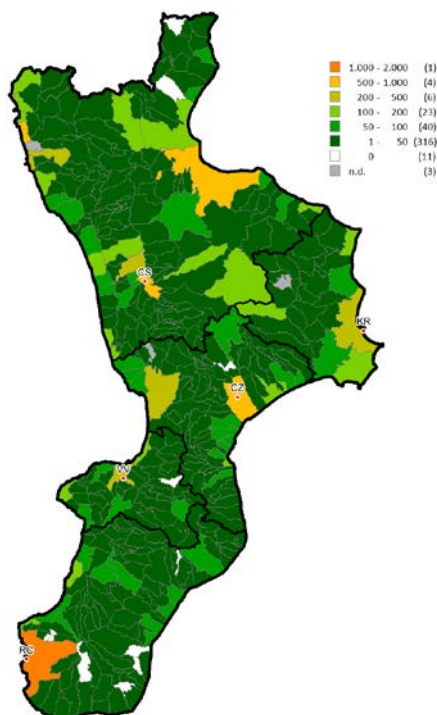 1.000 - 2.000 (1)
500 - 1.000 (4)
200 - 500 (6)
100 - 200 (23)
50 - 100 (40)
1 - 50 (316)
0 (11)
n.d. (3)
CS
KR
CZ
VV
RC